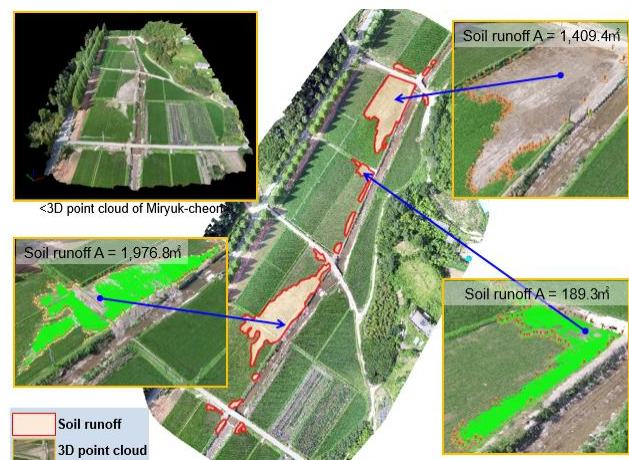 Soil runoff A = 1,409.4㎡
<3D point cloud of Miryuk-cheon>
Soil runoff A = 1,976.8㎡
Soil runoff A = 189.3㎡
Soil runoff
3D point cloud